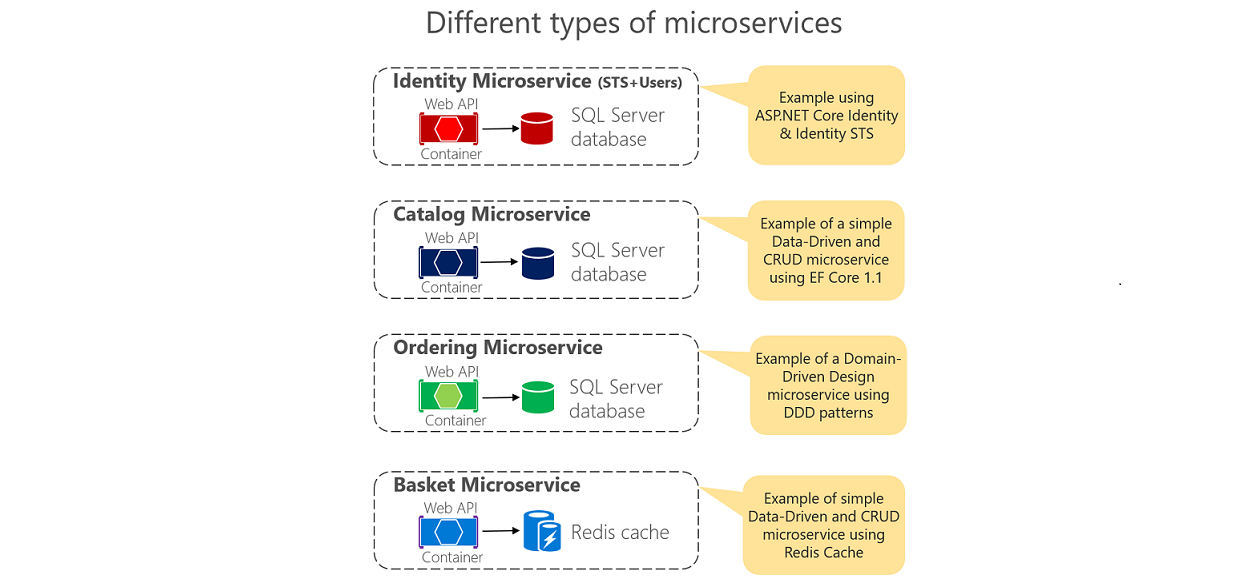 Different types of microservices
Identity Microservice (STS+Users)
Web API
Container
SQL Server
database
Example using
ASP.NET Core Identity
& Identity STS
Catalog Microservice
Web API
Container
SQL Server
database
Example of a simple
Data-Driven and
CRUD microservice
using EF Core 1.1
Ordering Microservice
Web API
Container
SQL Server
database
Example of a Domain-
Driven Design
microservice using
DDD patterns
Basket Microservice
Web API
Container
Redis cache
Example of simple
Data-Driven and CRUD
microservice using
Redis Cache
.